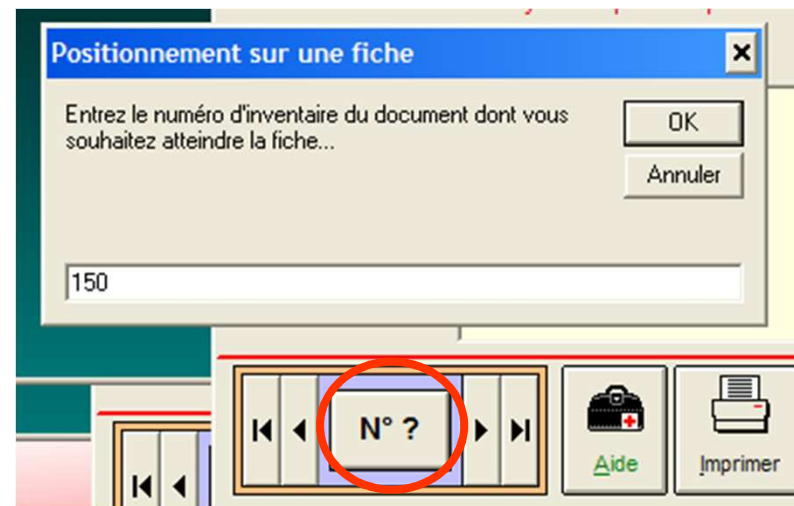 Positionnement sur une fiche
Entrez le numéro d'inventaire du document dont vous
souhaitez atteindre la fiche...
OK
Annuler
150
N° ?
Aide
Imprimer